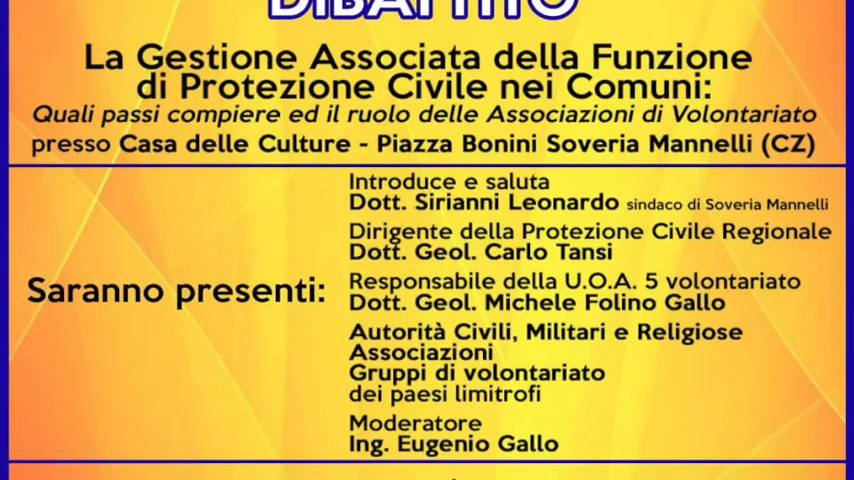 DIBATTITO
La Gestione Associata della Funzione
di Protezione Civile nei Comuni:
Quali passi compiere ed il ruolo delle Associazioni di Volontariato
presso Casa delle Culture - Piazza Bonini Soveria Mannelli (CZ)
Saranno presenti:
Introduce e saluta
Dott. Sirianni Leonardo sindaco di Soveria Mannelli
Dirigente della Protezione Civile Regionale
Dott. Geol. Carlo Tansi
Responsabile della U.O.A. 5 volontariato
Dott. Geol. Michele Folino Gallo
Autorità Civili, Militari e Religiose
Associazioni
Gruppi di volontariato
dei paesi limitrofi
Moderatore
Ing. Eugenio Gallo